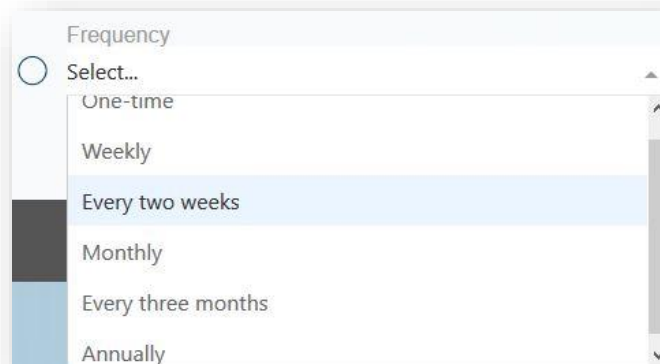 Frequency
Select...
One-time
Weekly
Every two weeks
Monthly
Every three months
Annually